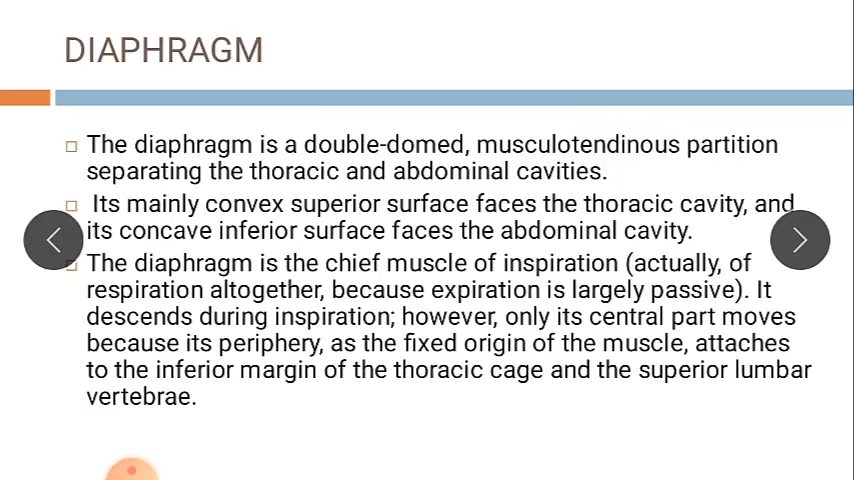 DIAPHRAGM
The diaphragm is a double-domed, musculotendinous partition
separating the thoracic and abdominal cavities.
Its mainly convex superior surface faces the thoracic cavity, and
its concave inferior surface faces the abdominal cavity.
The diaphragm is the chief muscle of inspiration (actually, of
respiration altogether, because expiration is largely passive). It
descends during inspiration; however, only its central part moves
because its periphery, as the fixed origin of the muscle, attaches
to the inferior margin of the thoracic cage and the superior lumbar
vertebrae.